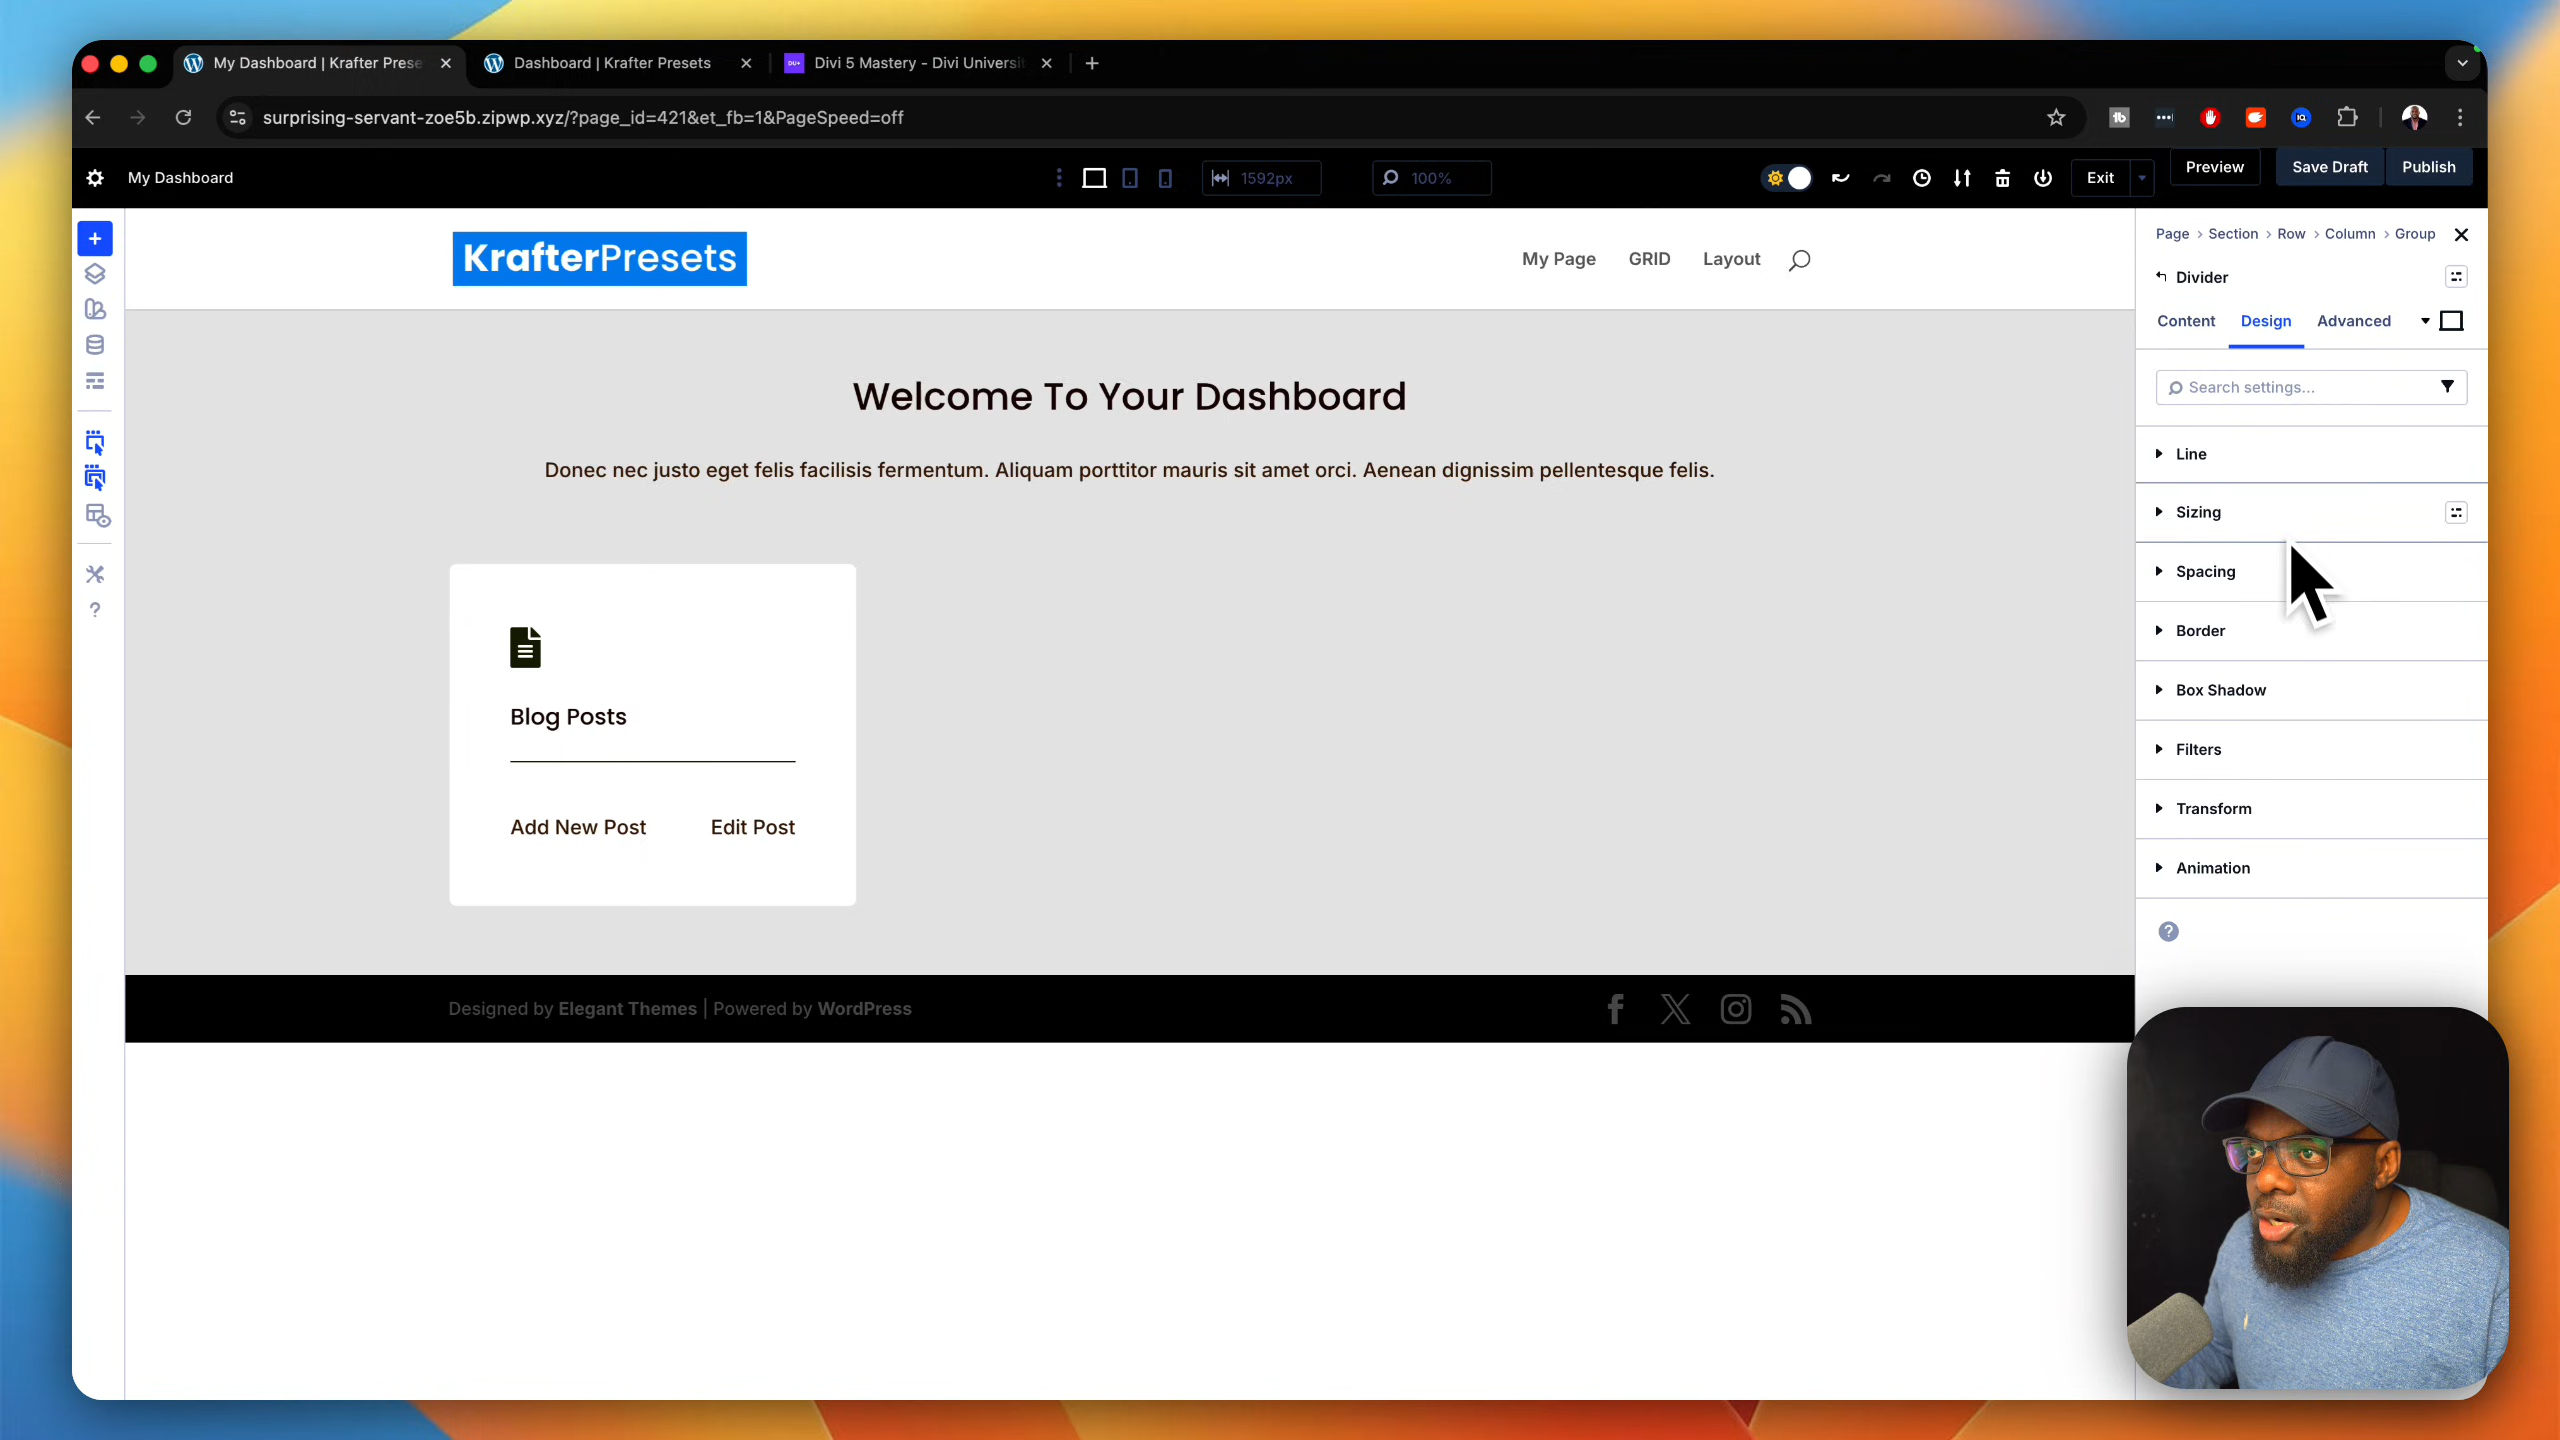 My Dashboard | Krafter Prese
Dashboard | Krafter Presets
DU+
Divi 5 Mastery - Divi Universi
surprising-servant-zoe5b.zipwp.xyz/?page_id=421&et_fb=1&PageSpeed=off
My Dashboard
1592px
100%
Exit
Preview
Save Draft
Publish
KrafterPresets
My Page
GRID
Layout
Welcome To Your Dashboard
Donec nec justo eget felis facilisis fermentum. Aliquam porttitor mauris sit amet orci. Aenean dignissim pellentesque felis.
Blog Posts
Add New Post
Edit Post
Designed by Elegant Themes | Powered by WordPress
Page > Section > Row > Column > Group
Divider
Content
Design
Advanced
Search settings...
Line
Sizing
Spacing
Border
Box Shadow
Filters
Transform
Animation
?
?